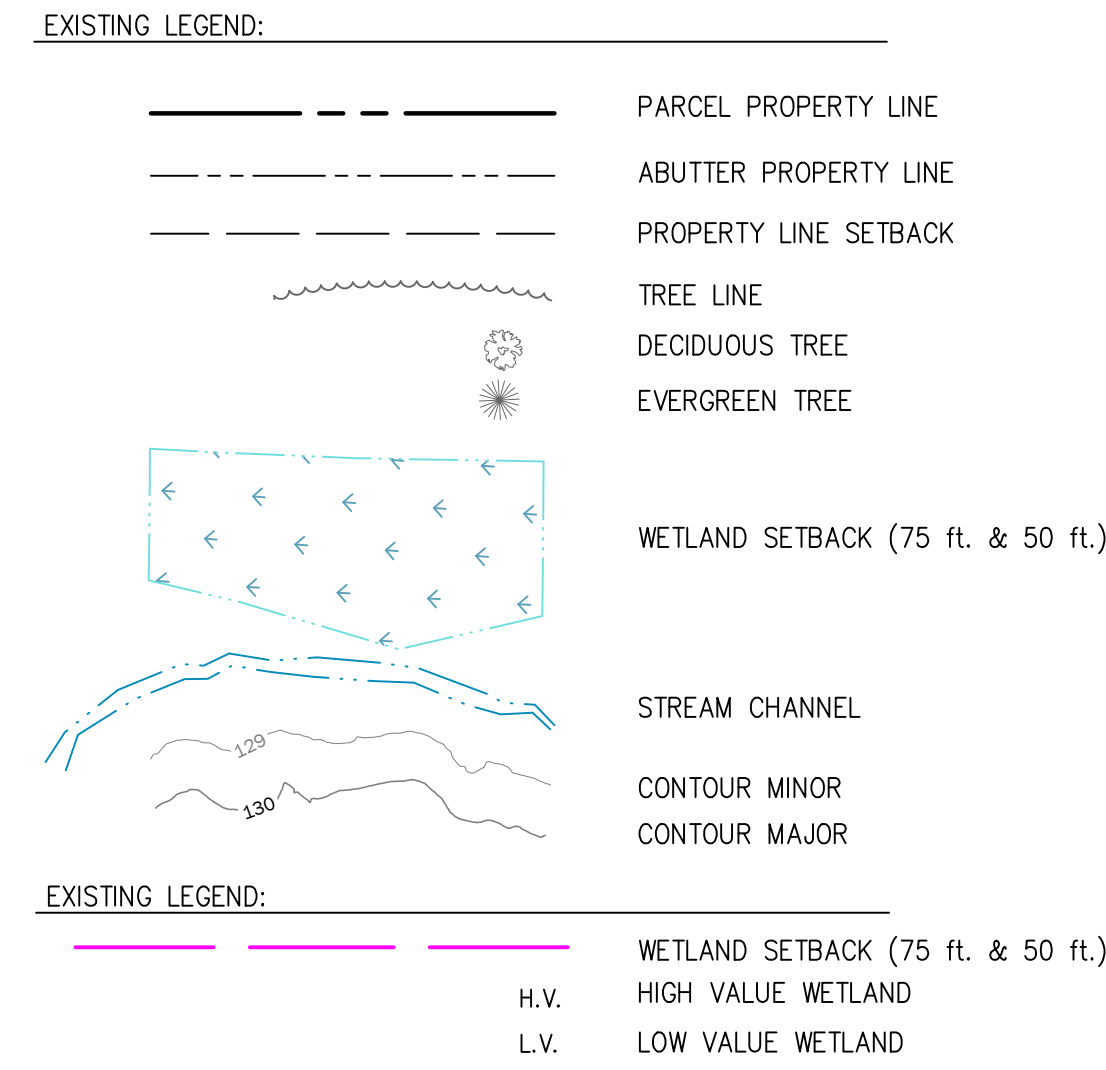 EXISTING LEGEND:
PARCEL PROPERTY LINE
ABUTTER PROPERTY LINE
PROPERTY LINE SETBACK
TREE LINE
DECIDUOUS TREE
EVERGREEN TREE
WETLAND SETBACK (75 ft. & 50 ft.)
STREAM CHANNEL
129
CONTOUR MINOR
130
CONTOUR MAJOR
EXISTING LEGEND:
WETLAND SETBACK (75 ft. & 50 ft.)
H.V. HIGH VALUE WETLAND
L.V. LOW VALUE WETLAND